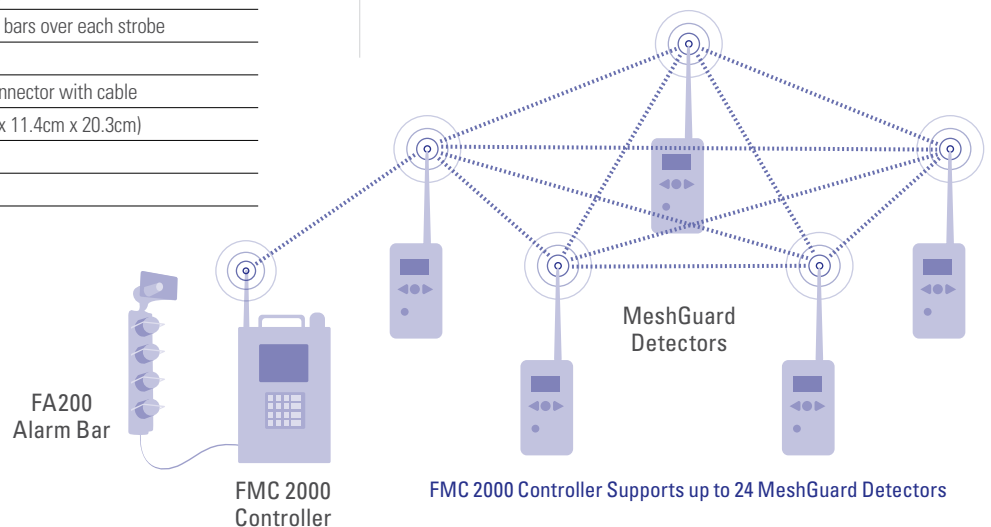 bars over each strobe
nnector with cable
x 11.4cm x 20.3cm)
MeshGuard
Detectors
FA200
Alarm Bar
FMC 2000
Controller
FMC 2000 Controller Supports up to 24 MeshGuard Detectors